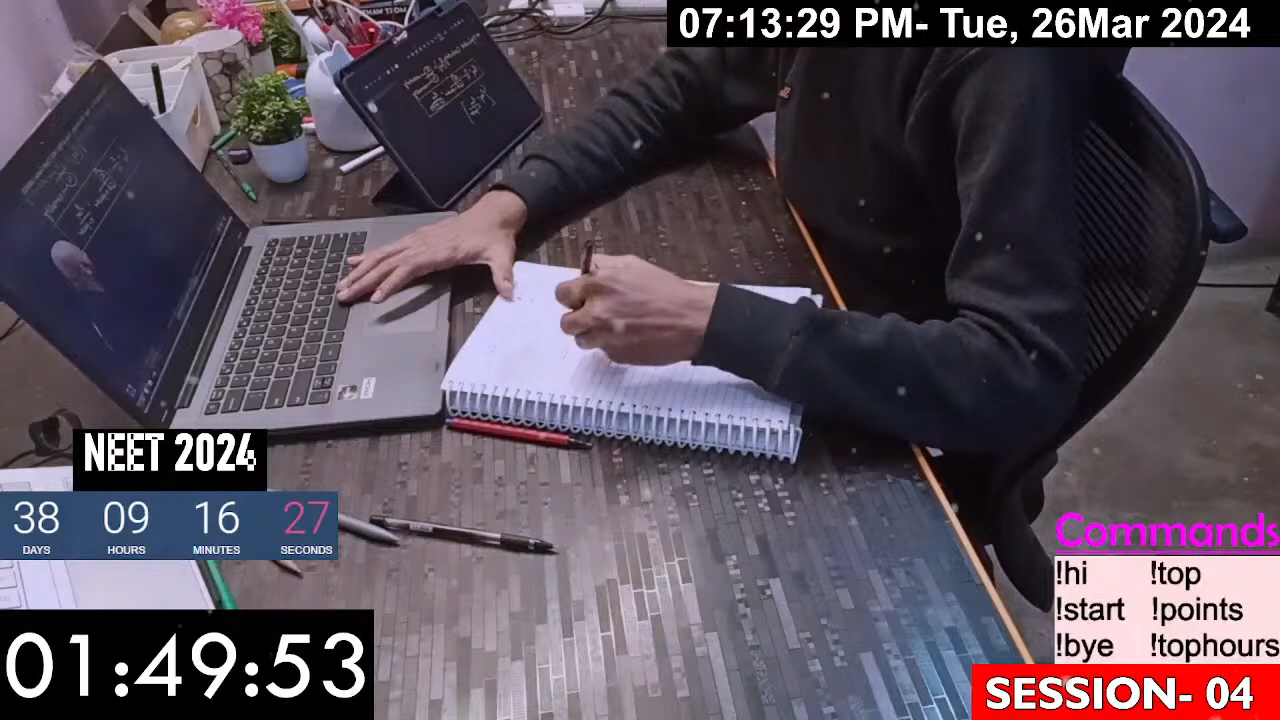 07:13:29 PM- Tue, 26Mar 2024
NEET 2024
38 09 16 27
DAYS HOURS MINUTES SECONDS
01:49:53
Commands
!hi !top
!start !points
!bye !tophours
SESSION- 04